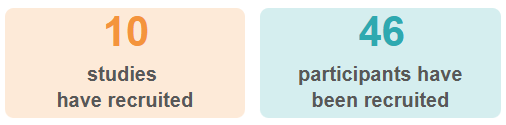 10
studies
have recruited
46
participants have
been recruited